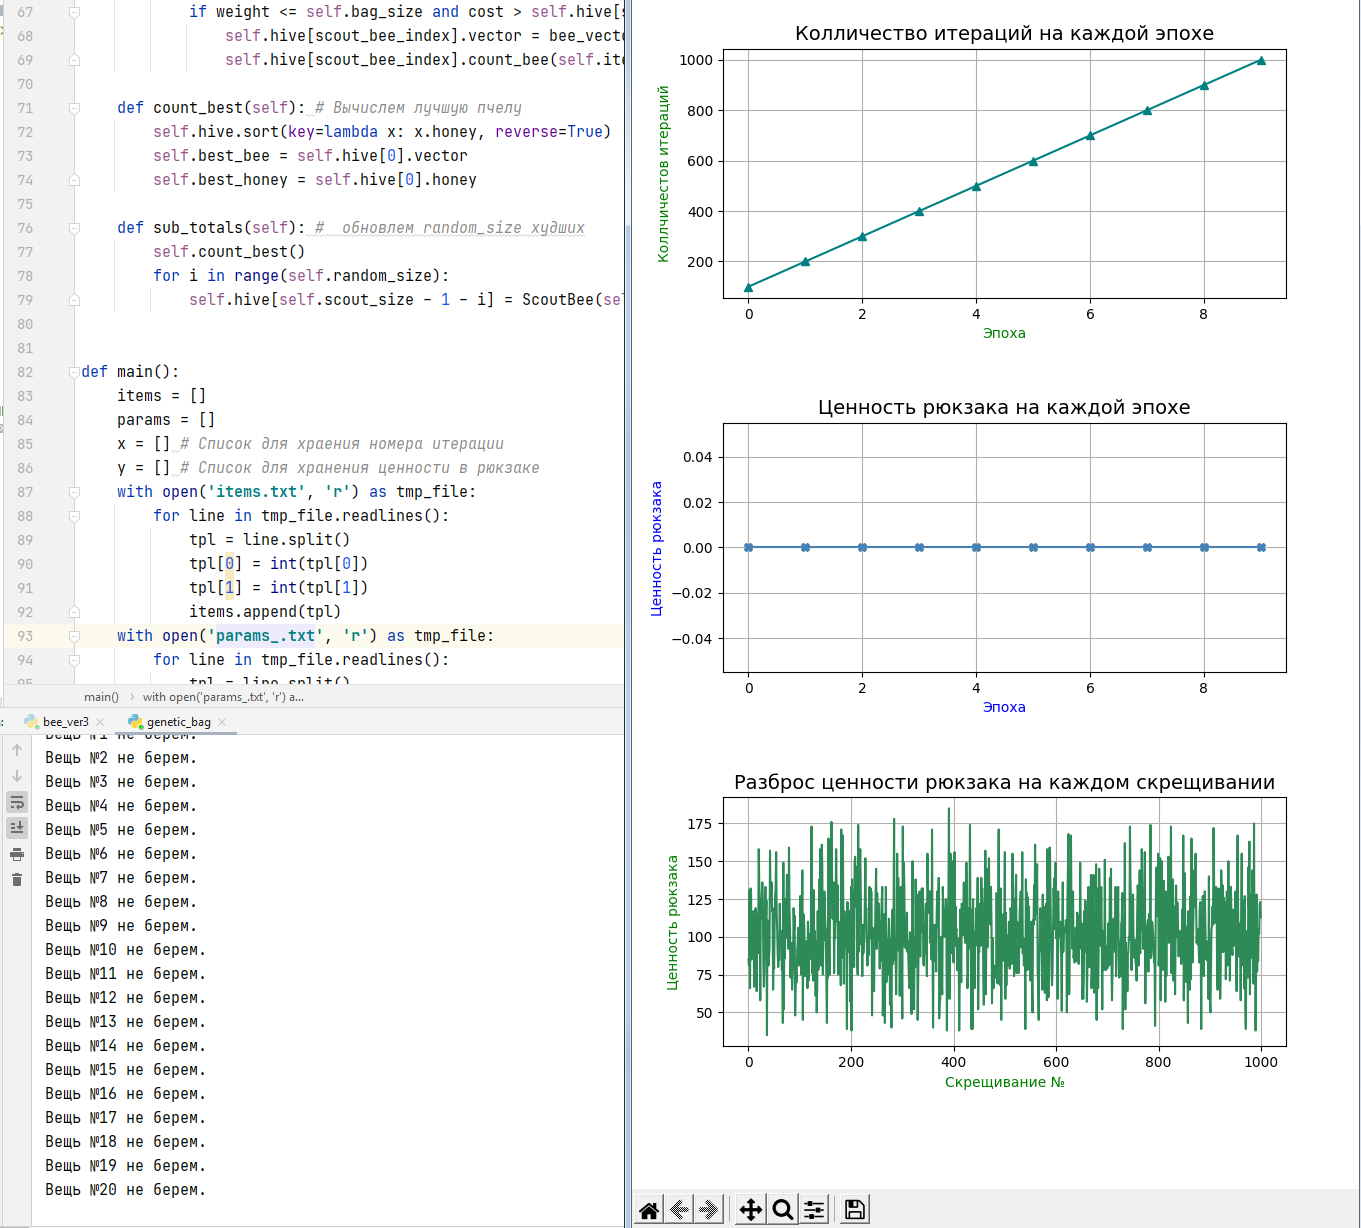 67 if weight <= self.bag_size and cost > self.hive[s
68 self.hive[scout_bee_index].vector = bee_vecto
69 self.hive[scout_bee_index].count_bee(self.ite
70
71 def count_best(self): # Вычислем лучшую пчелу
72 self.hive.sort(key=lambda x: x.honey, reverse=True)
73 self.best_bee = self.hive[0].vector
74 self.best_honey = self.hive[0].honey
75
76 def sub_totals(self): #  обновлем random_size худших
77 self.count_best()
78 for i in range(self.random_size):
79 self.hive[self.scout_size - 1 - i] = ScoutBee(sel
80
81
82 def main():
83 items = []
84 params = []
85 x = [] # Список для храения номера итерации
86 y = [] # Список для хранения ценности в рюкзаке
87 with open('items.txt', 'r') as tmp_file:
88 for line in tmp_file.readlines():
89 tpl = line.split()
90 tpl[0] = int(tpl[0])
91 tpl[1] = int(tpl[1])
92 items.append(tpl)
93 with open('params_.txt', 'r') as tmp_file:
94 for line in tmp_file.readlines():
95 tpl = line.split()
main() › with open('params_.txt', 'r') a...
bee_ver3 × genetic_bag ×
Вещь №1 не берем.
Вещь №2 не берем.
Вещь №3 не берем.
Вещь №4 не берем.
Вещь №5 не берем.
Вещь №6 не берем.
Вещь №7 не берем.
Вещь №8 не берем.
Вещь №9 не берем.
Вещь №10 не берем.
Вещь №11 не берем.
Вещь №12 не берем.
Вещь №13 не берем.
Вещь №14 не берем.
Вещь №15 не берем.
Вещь №16 не берем.
Вещь №17 не берем.
Вещь №18 не берем.
Вещь №19 не берем.
Вещь №20 не берем.
Колличество итераций на каждой эпохе
Колличестов итераций
1000
800
600
400
200
0 2 4 6 8
Эпоха
Ценность рюкзака на каждой эпохе
Ценность рюкзака
0.04
0.02
0.00
−0.02
−0.04
0 2 4 6 8
Эпоха
Разброс ценности рюкзака на каждом скрещивании
Ценность рюкзака
175
150
125
100
75
50
0 200 400 600 800 1000
Скрещивание №